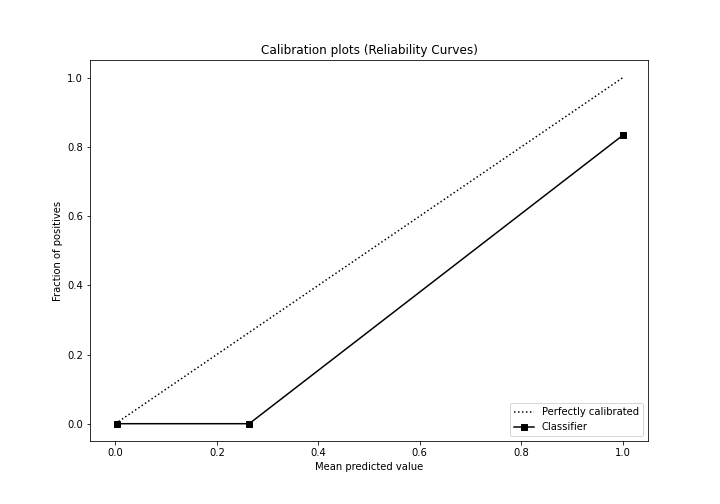 Calibration plots (Reliability Curves)
1.0
0.8
0.6
0.4
0.2
0.0
Fraction of positives
0.0 0.2 0.4 0.6 0.8 1.0
Mean predicted value
Perfectly calibrated
Classifier